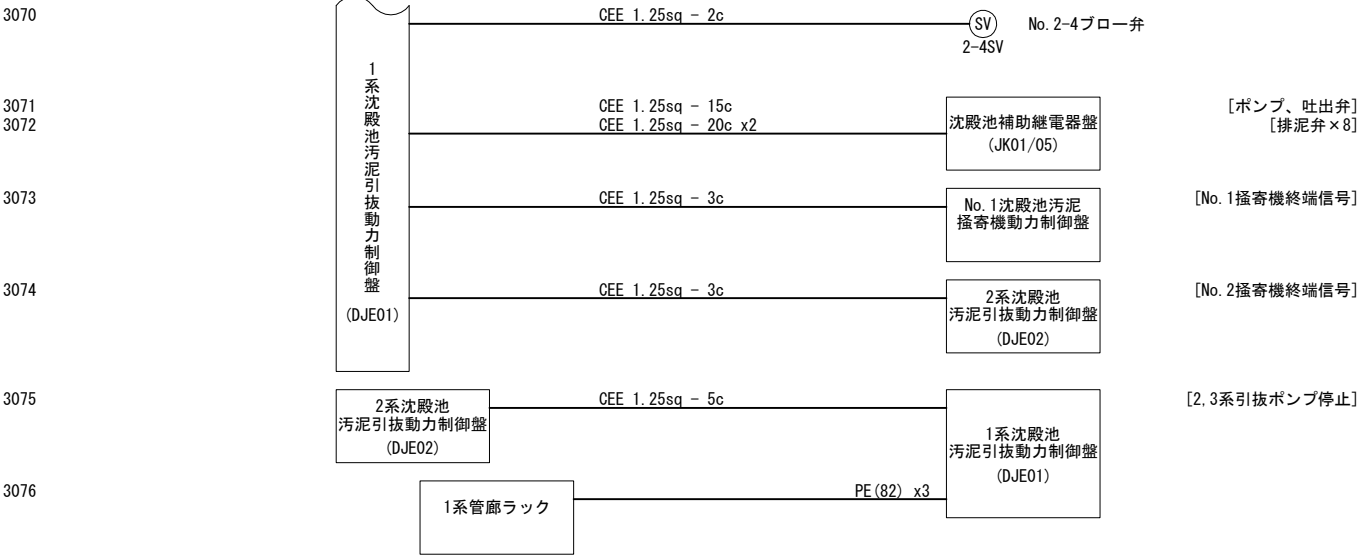 3070
CEE 1.25sq - 2c
SV
No.2-4ブロー弁
2-4SV
1系沈殿池汚泥引抜動力制御盤
(DJE01)
3071
CEE 1.25sq - 15c
[ポンプ、吐出弁]
3072
CEE 1.25sq - 20c x2
沈殿池補助継電器盤
(JK01/05)
[排泥弁×8]
3073
CEE 1.25sq - 3c
No.1沈殿池汚泥
掻寄機動力制御盤
[No.1掻寄機終端信号]
3074
CEE 1.25sq - 3c
2系沈殿池
汚泥引抜動力制御盤
(DJE02)
[No.2掻寄機終端信号]
3075
2系沈殿池
汚泥引抜動力制御盤
(DJE02)
CEE 1.25sq - 5c
1系沈殿池
汚泥引抜動力制御盤
(DJE01)
[2,3系引抜ポンプ停止]
3076
1系管廊ラック
PE(82) x3